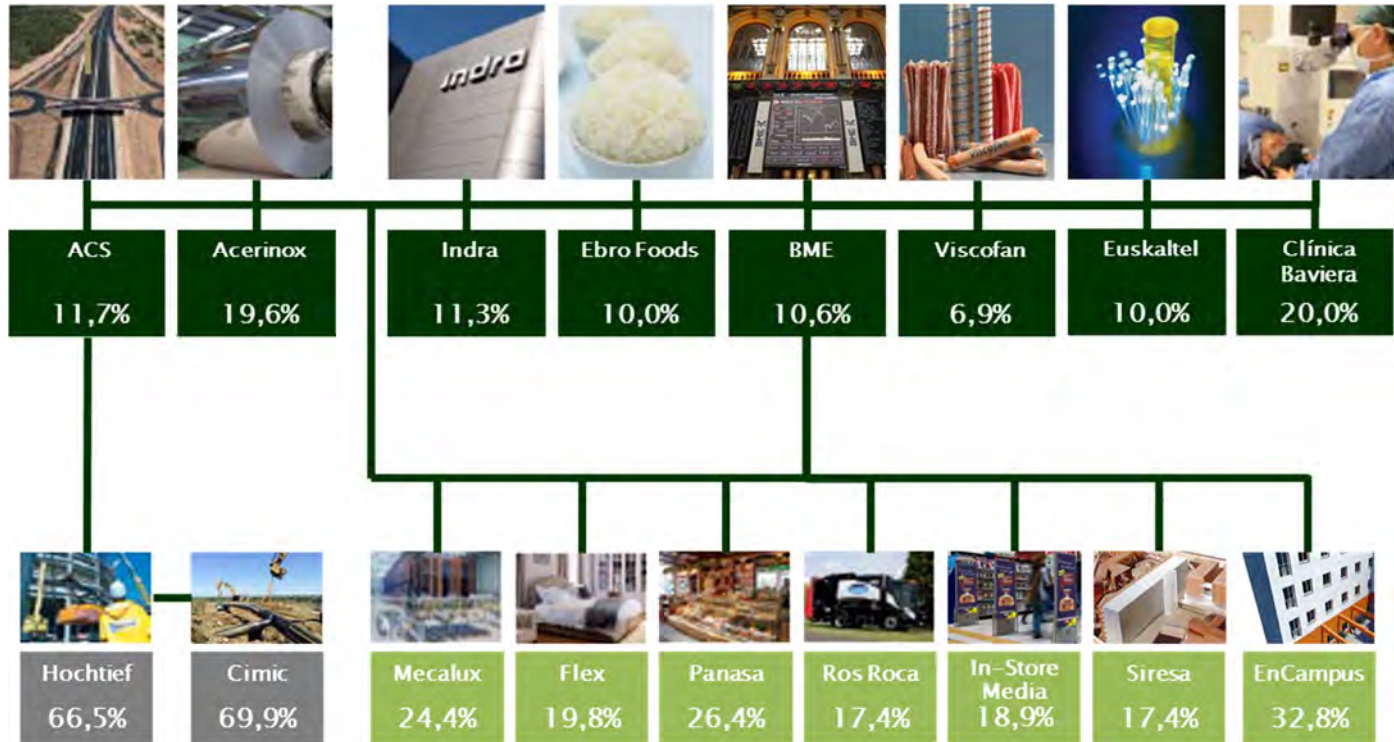 indra
BME
BME
Viscofan
ACS
11,7%
Acerinox
19,6%
Indra
11,3%
Ebro Foods
10,0%
BME
10,6%
Viscofan
6,9%
Euskaltel
10,0%
Clínica
Baviera
20,0%
Hochtief
66,5%
Cimic
69,9%
Mecalux
24,4%
Flex
19,8%
Panasa
26,4%
Ros Roca
17,4%
In-Store
Media
18,9%
Siresa
17,4%
EnCampus
32,8%